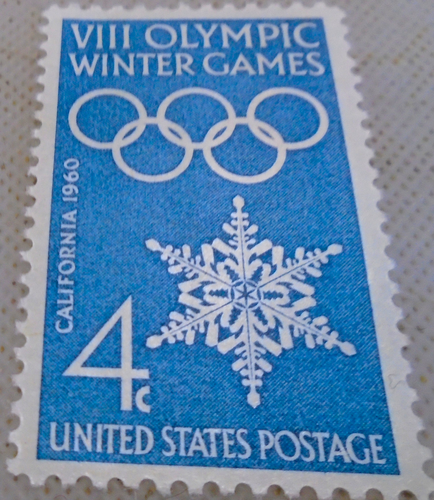 VIII OLYMPIC
WINTER GAMES
CALIFORNIA 1960
4c
UNITED STATES POSTAGE